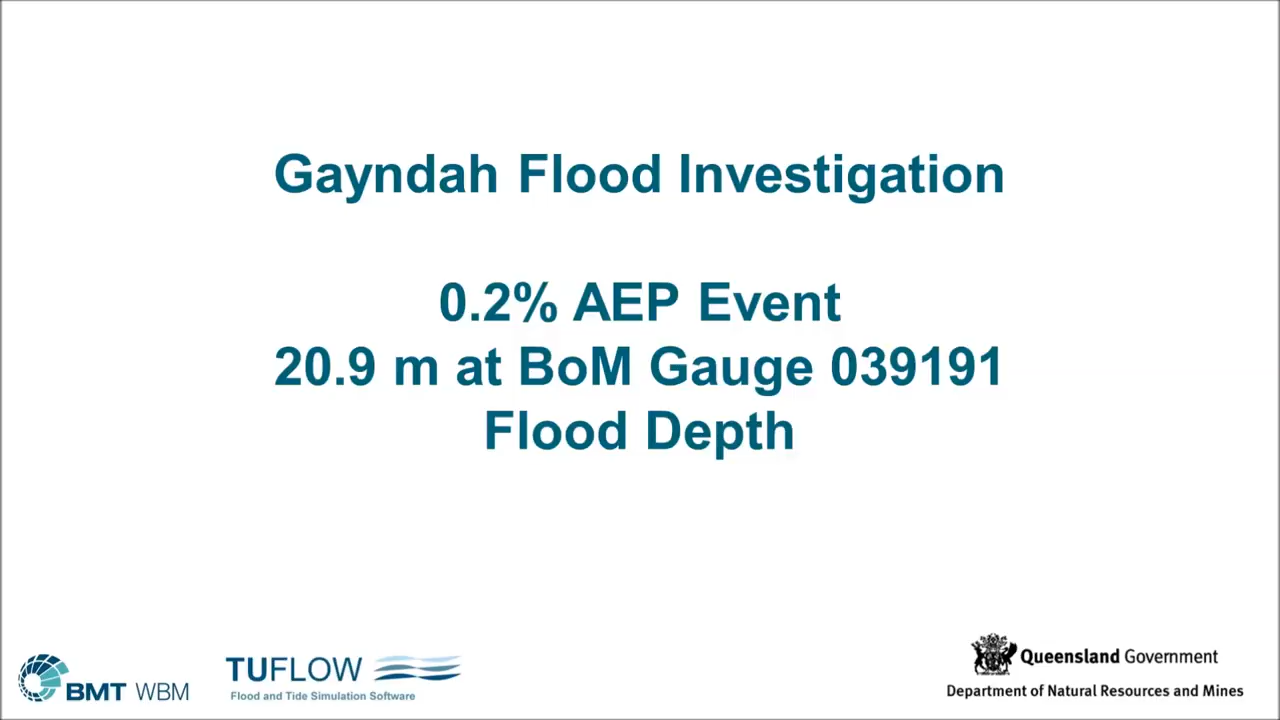 Gayndah Flood Investigation
0.2% AEP Event
20.9 m at BoM Gauge 039191
Flood Depth
BMT WBM
TUFLOW
Flood and Tide Simulation Software
Queensland Government
Department of Natural Resources and Mines